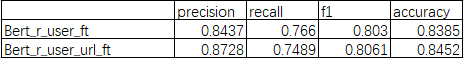 precision recall f1 accuracy
Bert_r_user_ft 0.8437 0.766 0.803 0.8385
Bert_r_user_url_ft 0.8728 0.7489 0.8061 0.8452